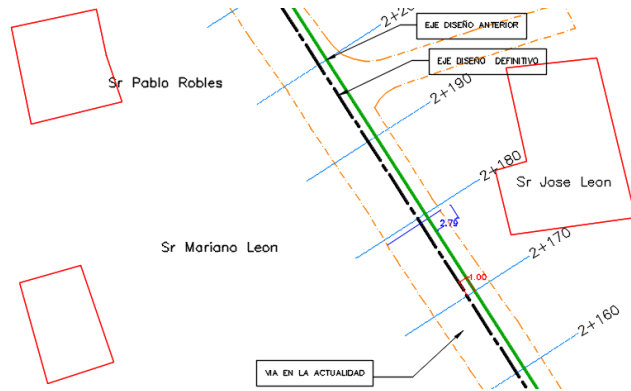 2+200
EJE DISEÑO ANTERIOR
EJE DISEÑO DEFINITIVO
Sr Pablo Robles
2+190
2+180
Sr Jose Leon
2.79
Sr Mariano Leon
2+170
1.00
2+160
VIA EN LA ACTUALIDAD